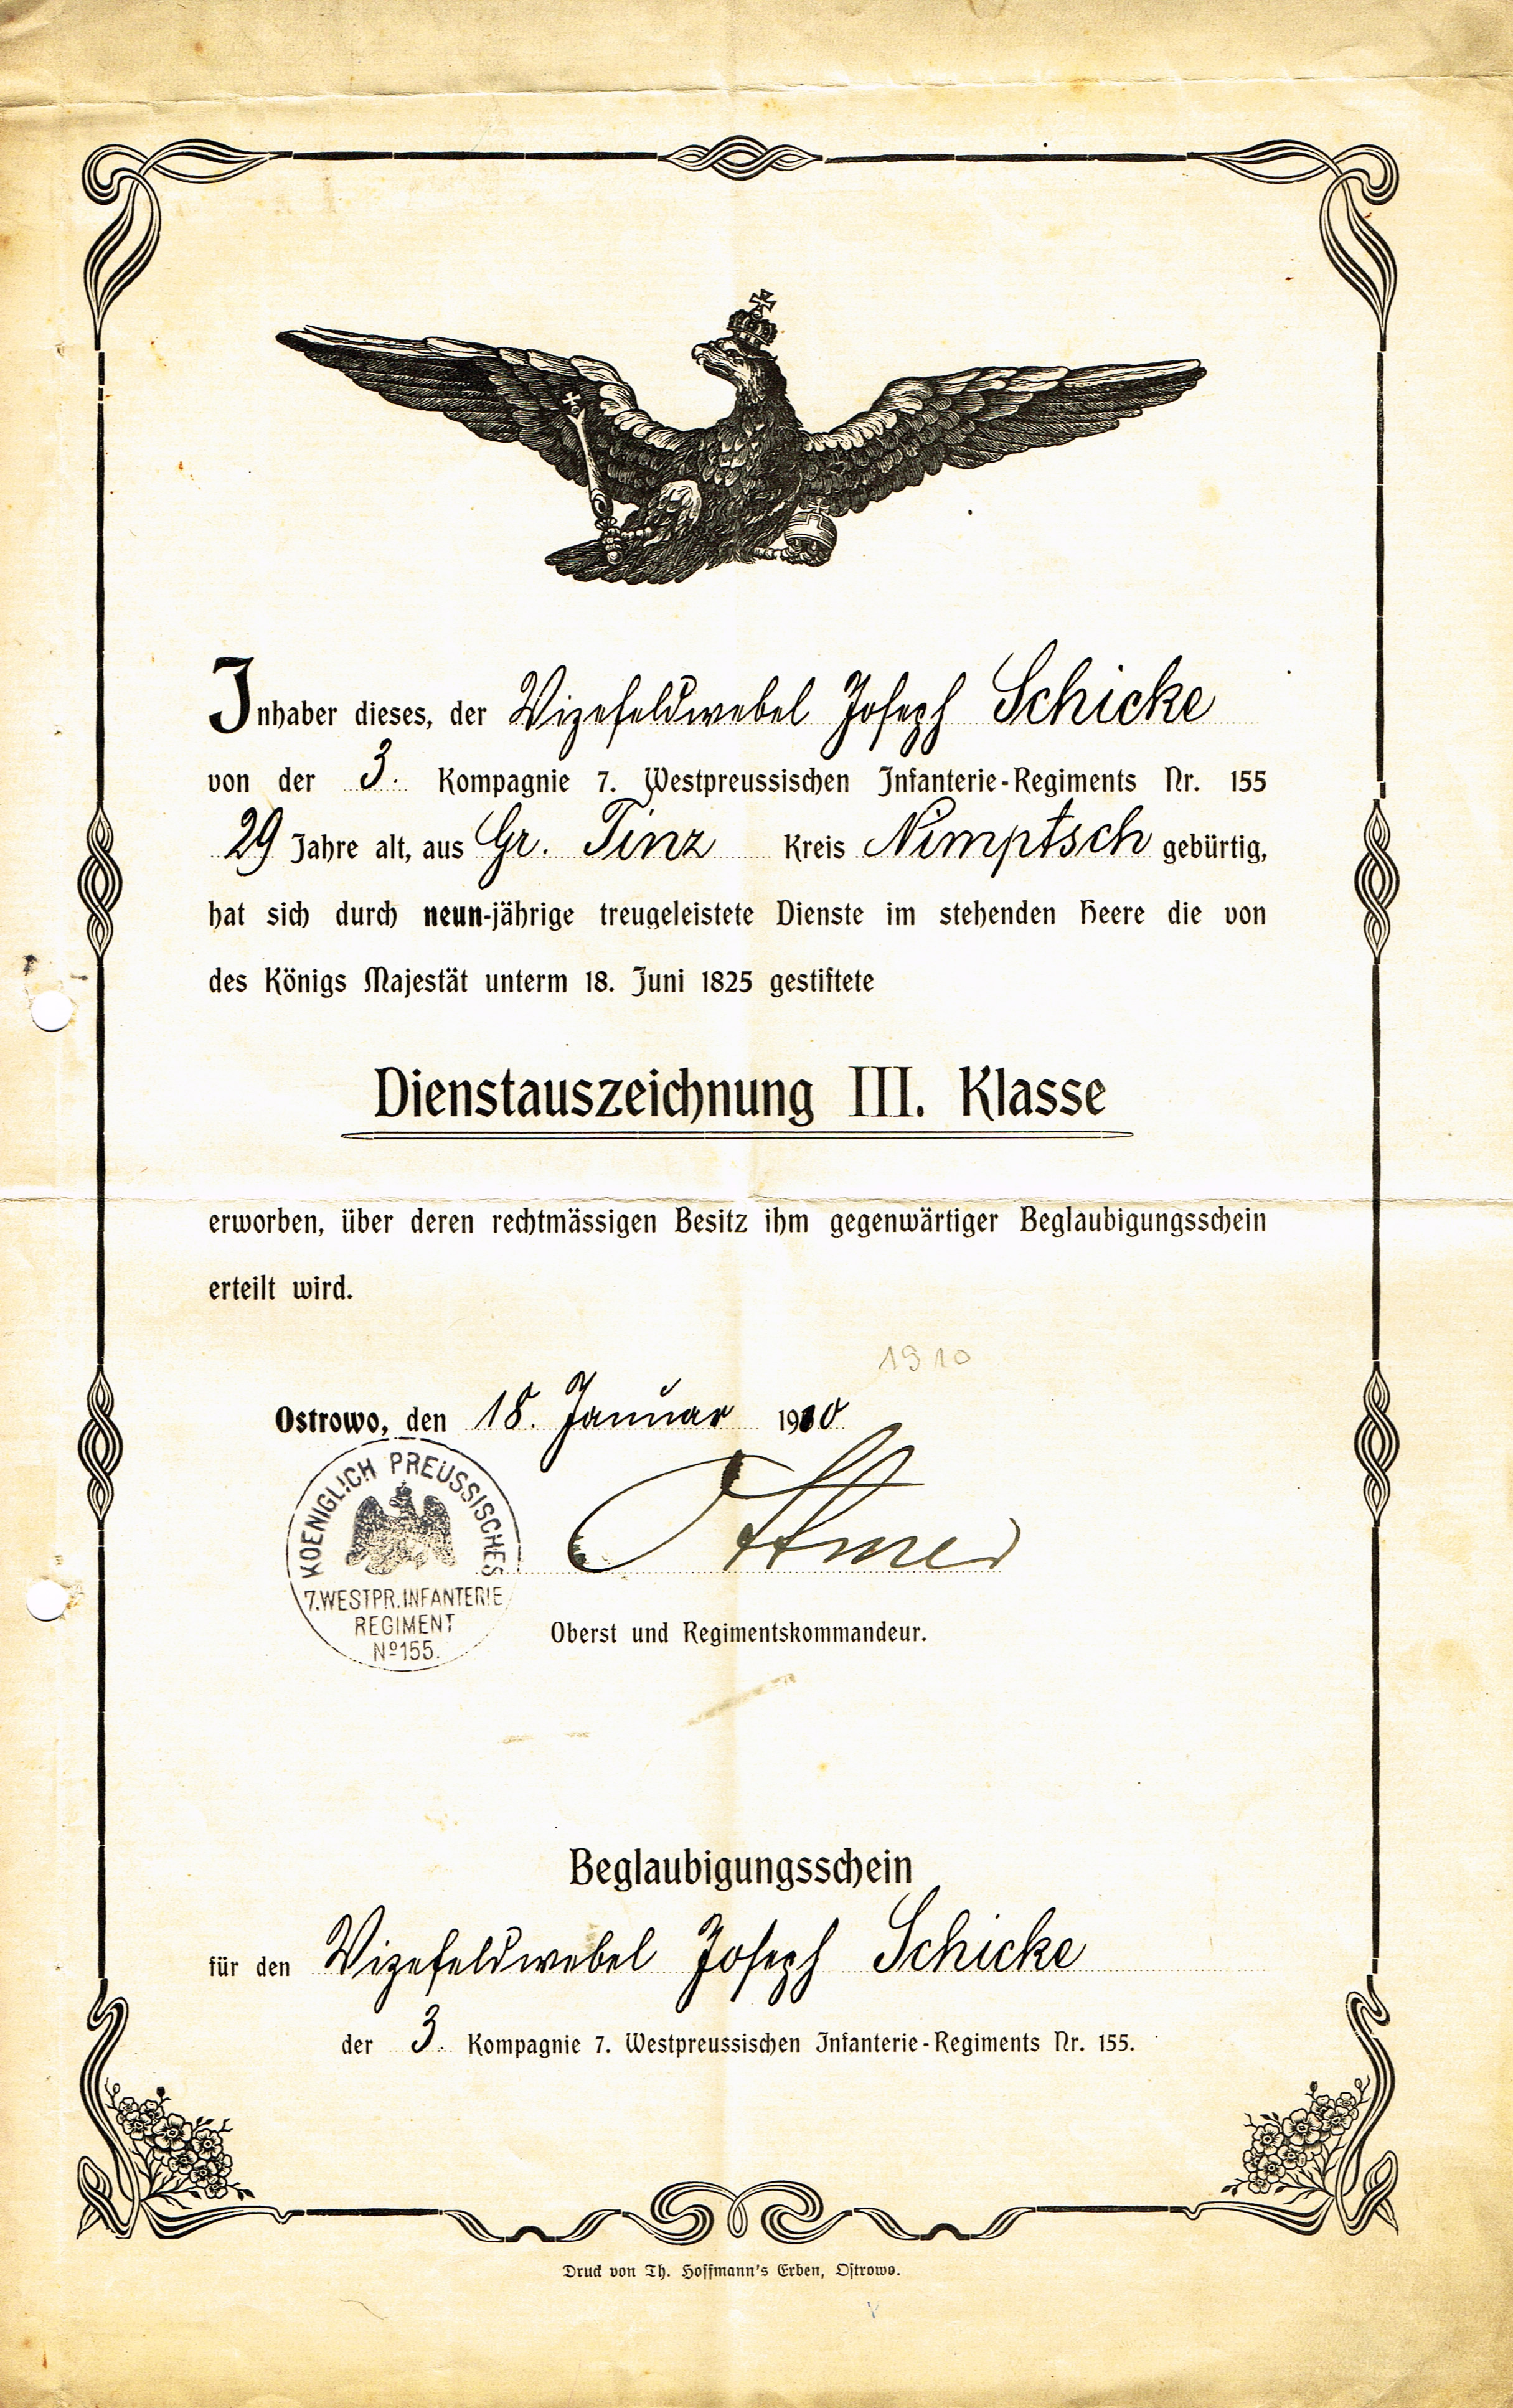 Inhaber dieses, der Vizefeldwebel Joseph Schicke
von der 3. Kompagnie 7. Westpreussischen Infanterie-Regiments Nr. 155
29 Jahre alt, aus Gr. Tinz Kreis Nimptsch gebürtig,
hat sich durch neun-jährige treugeleistete Dienste im stehenden Heere die von
des Königs Majestät unterm 18. Juni 1825 gestiftete
Dienstauszeichnung III. Klasse
erworben, über deren rechtmässigen Besitz ihm gegenwärtiger Beglaubigungsschein
erteilt wird.
1910
Ostrowo, den 18. Januar 1910
KOENIGLICH PREUSSISCHES
7. WESTPR. INFANTERIE
REGIMENT
Nº 155.
Oberst und Regimentskommandeur.
Beglaubigungsschein
für den Vizefeldwebel Joseph Schicke
der 3. Kompagnie 7. Westpreussischen Infanterie-Regiments Nr. 155.
Druck von Th. Hoffmann's Erben, Ostrowo.